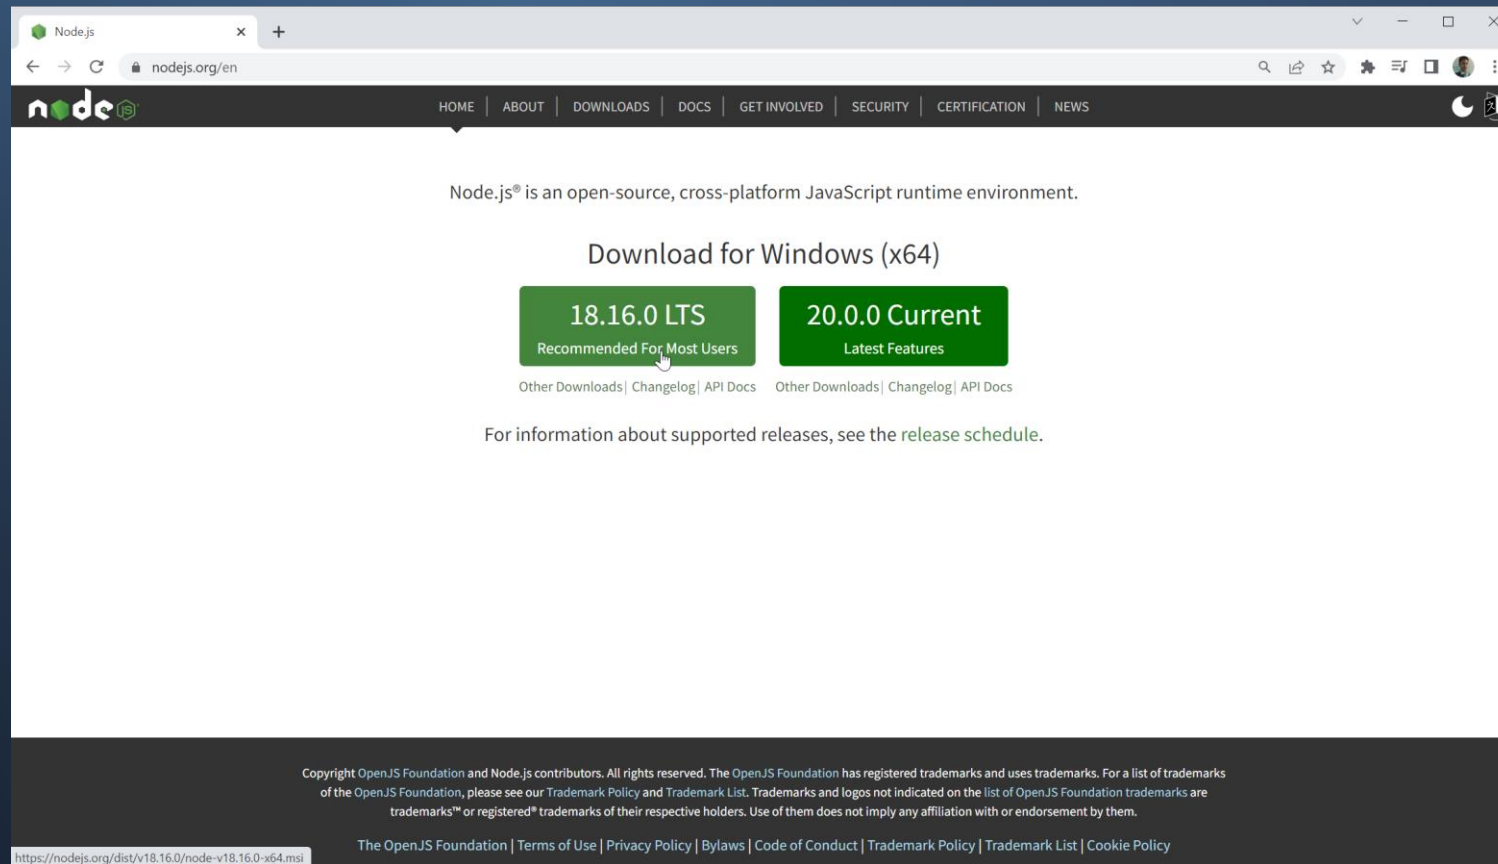 Node.js
nodejs.org/en
node JS
HOME | ABOUT | DOWNLOADS | DOCS | GET INVOLVED | SECURITY | CERTIFICATION | NEWS
Node.js® is an open-source, cross-platform JavaScript runtime environment.
Download for Windows (x64)
18.16.0 LTS
Recommended For Most Users
20.0.0 Current
Latest Features
Other Downloads | Changelog | API Docs
Other Downloads | Changelog | API Docs
For information about supported releases, see the release schedule.
Copyright OpenJS Foundation and Node.js contributors. All rights reserved. The OpenJS Foundation has registered trademarks and uses trademarks. For a list of trademarks
of the OpenJS Foundation, please see our Trademark Policy and Trademark List. Trademarks and logos not indicated on the list of OpenJS Foundation trademarks are
trademarks™ or registered® trademarks of their respective holders. Use of them does not imply any affiliation with or endorsement by them.
The OpenJS Foundation | Terms of Use | Privacy Policy | Bylaws | Code of Conduct | Trademark Policy | Trademark List | Cookie Policy
https://nodejs.org/dist/v18.16.0/node-v18.16.0-x64.msi